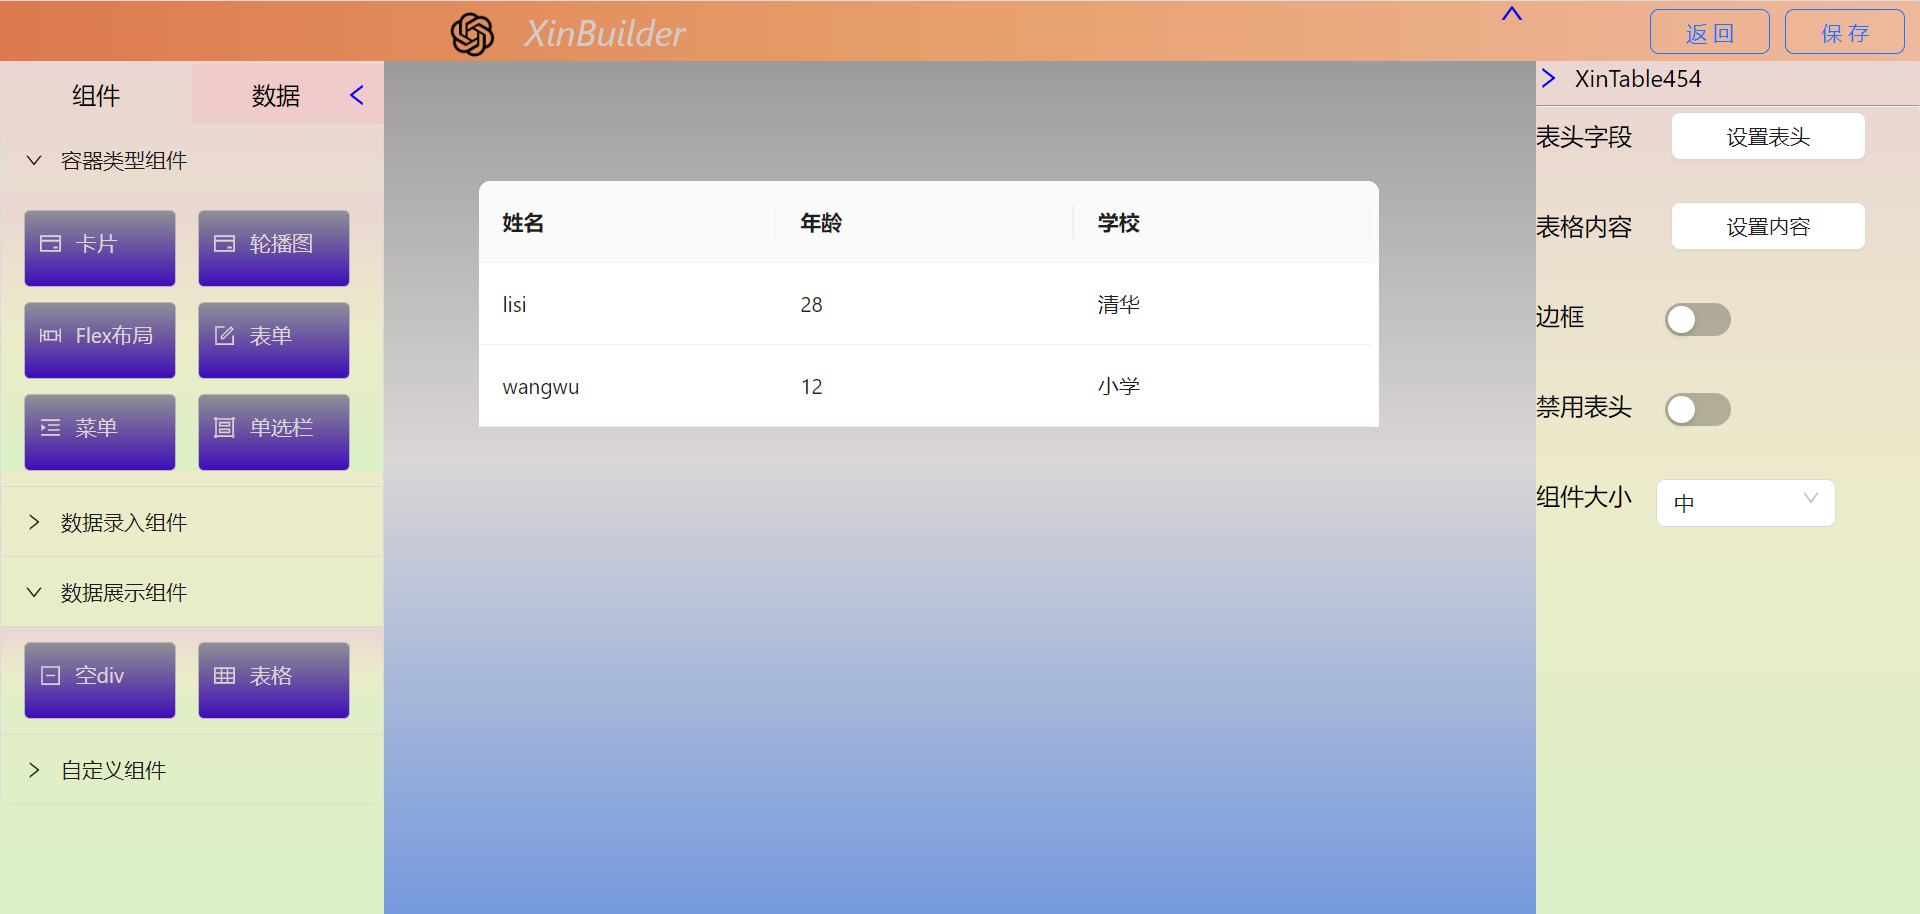 XinBuilder
返 回
保 存
组件
数据
容器类型组件
卡片
轮播图
Flex布局
表单
菜单
单选栏
数据录入组件
数据展示组件
空div
表格
自定义组件
姓名 年龄 学校
lisi 28 清华
wangwu 12 小学
XinTable454
表头字段 设置表头
表格内容 设置内容
边框
禁用表头
组件大小 中